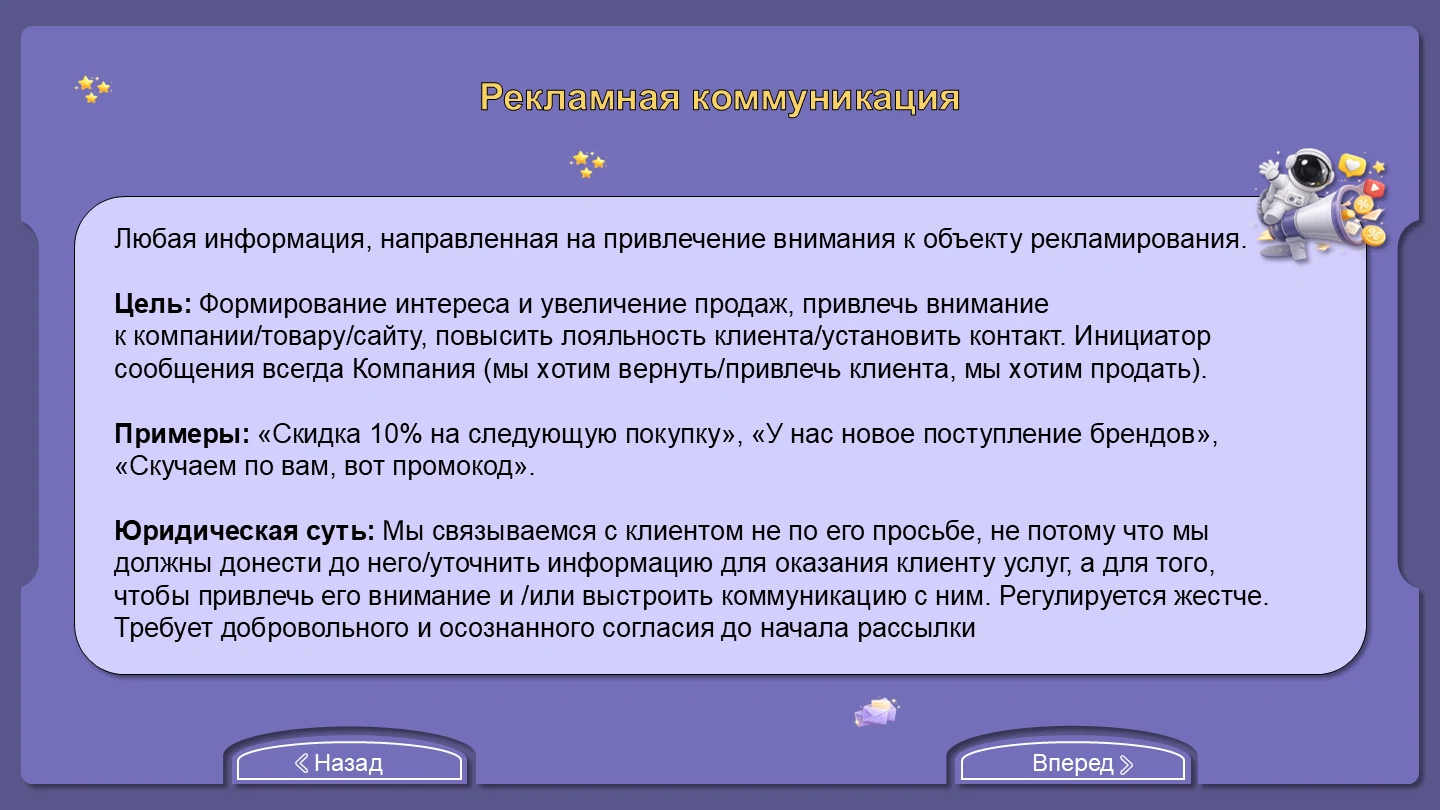 Рекламная коммуникация
Любая информация, направленная на привлечение внимания к объекту рекламирования.
Цель: Формирование интереса и увеличение продаж, привлечь внимание
к компании/товару/сайту, повысить лояльность клиента/установить контакт. Инициатор
сообщения всегда Компания (мы хотим вернуть/привлечь клиента, мы хотим продать).
Примеры: «Скидка 10% на следующую покупку», «У нас новое поступление брендов»,
«Скучаем по вам, вот промокод».
Юридическая суть: Мы связываемся с клиентом не по его просьбе, не потому что мы
должны донести до него/уточнить информацию для оказания клиенту услуг, а для того,
чтобы привлечь его внимание и /или выстроить коммуникацию с ним. Регулируется жестче.
Требует добровольного и осознанного согласия до начала рассылки
Назад
Вперед